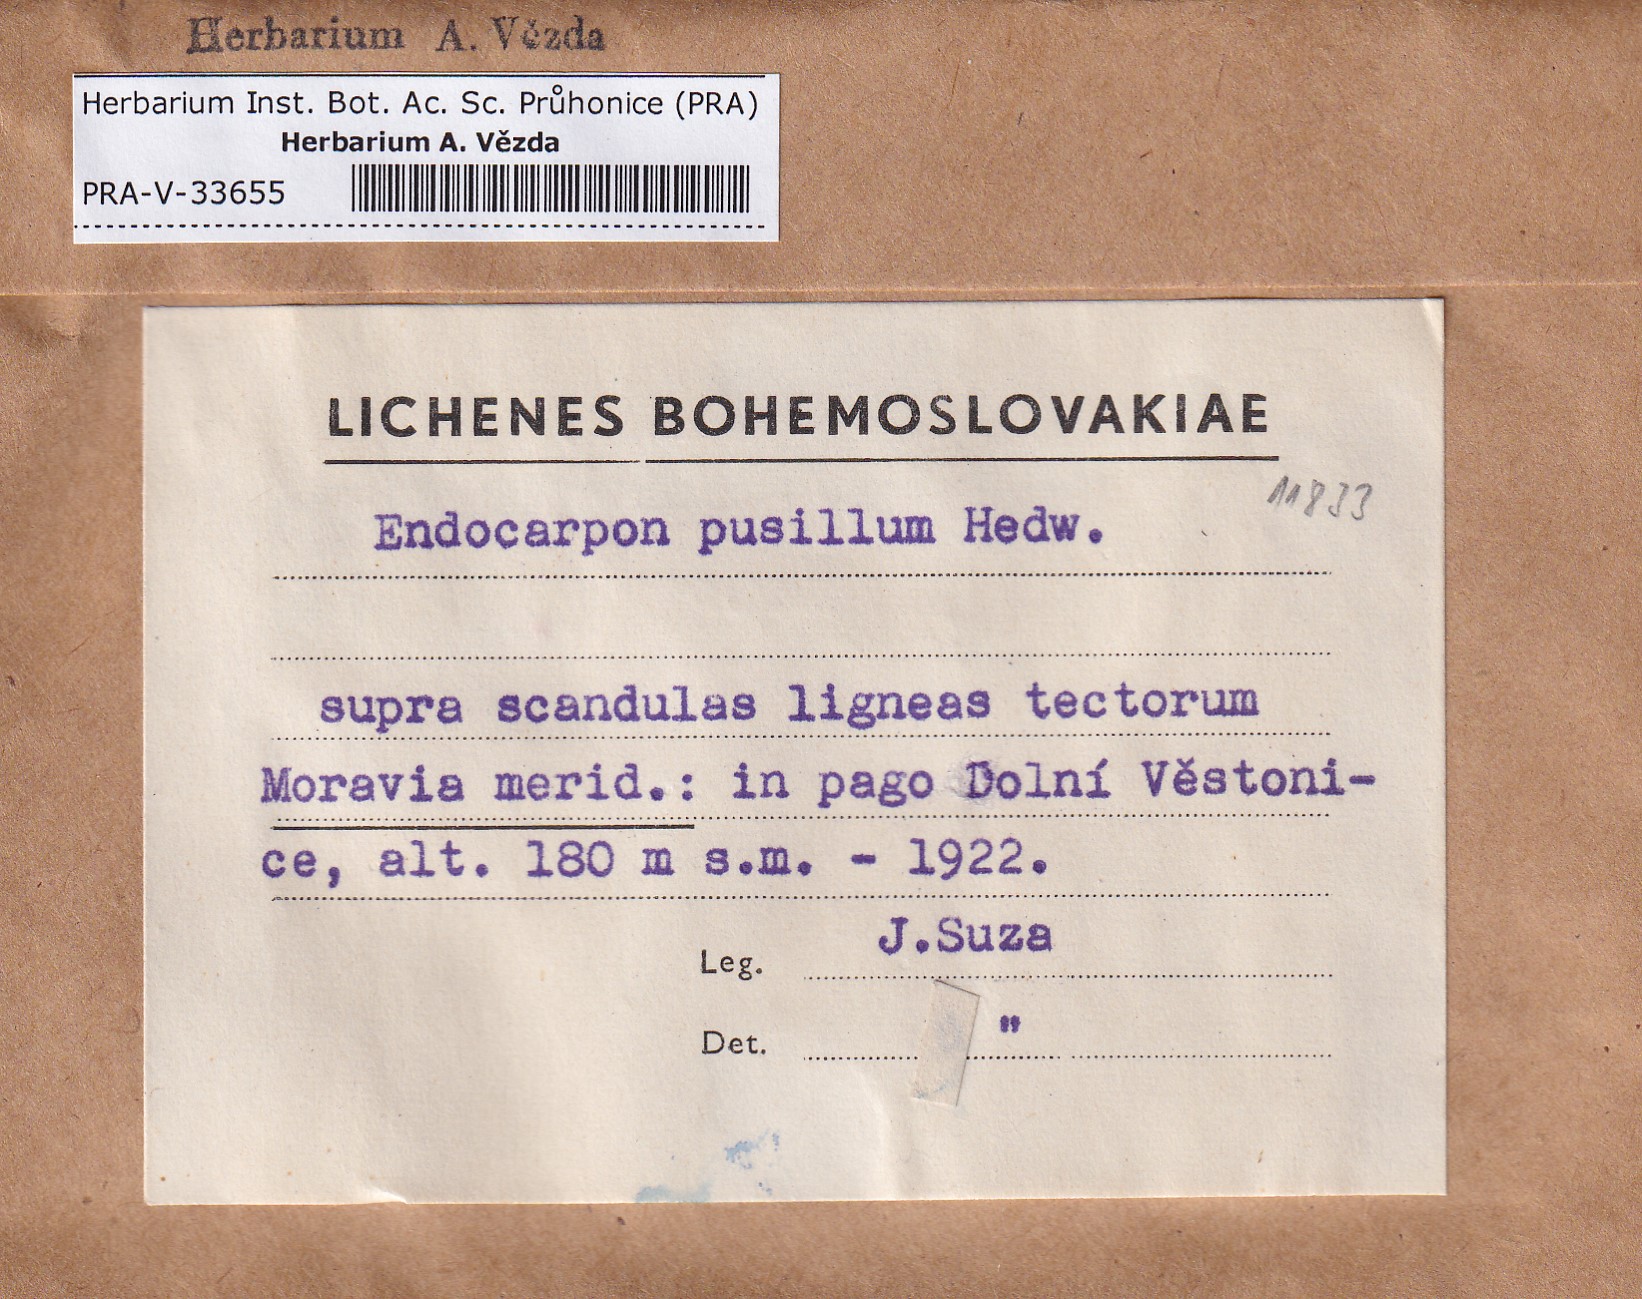 Herbarium A. Vězda
Herbarium Inst. Bot. Ac. Sc. Průhonice (PRA)
Herbarium A. Vězda
PRA-V-33655
LICHENES BOHEMOSLOVAKIAE
11833
Endocarpon pusillum Hedw.
supra scandulas ligneas tectorum
Moravia merid.: in pago Dolní Věstoni-
ce, alt. 180 m s.m. - 1922.
Leg. J.Suza
Det. "